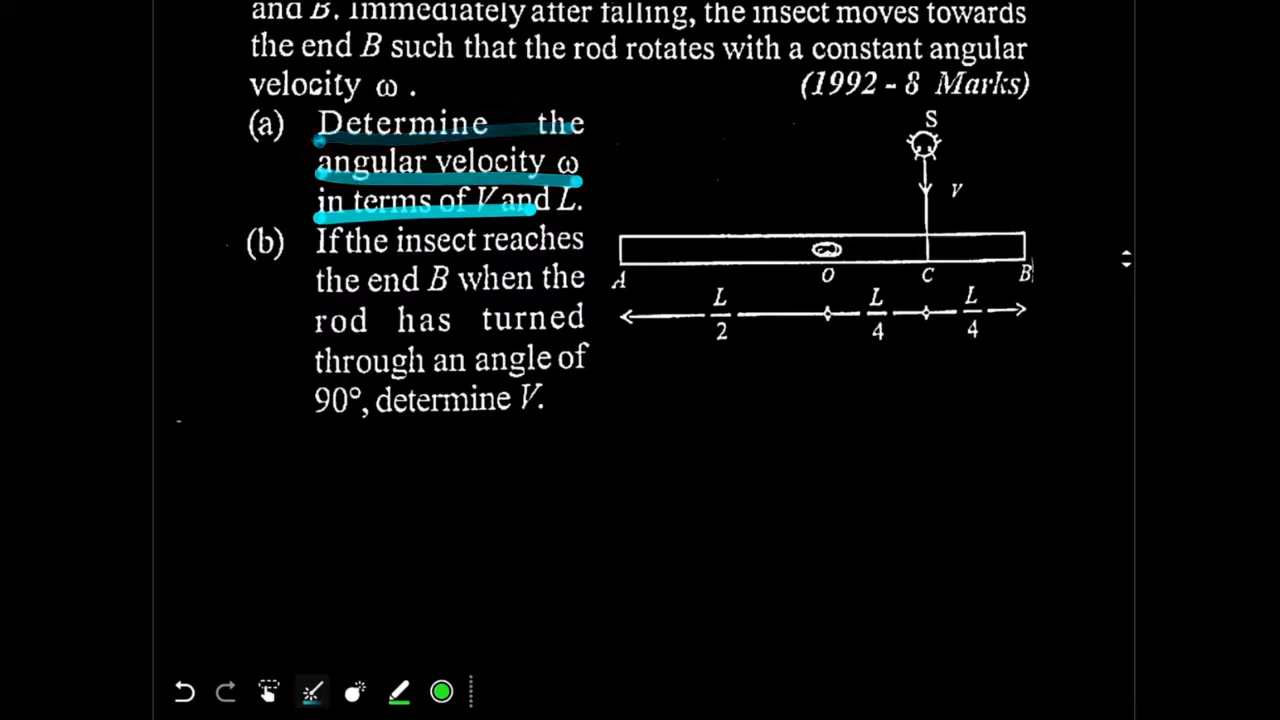 and B. Immediately after falling, the insect moves towards
the end B such that the rod rotates with a constant angular
velocity ω .
(1992 - 8 Marks)
(a) Determine the
angular velocity ω
in terms of V and L.
(b) If the insect reaches
the end B when the
rod has turned
through an angle of
90°, determine V.
S
V
A O C B
L/2 L/4 L/4